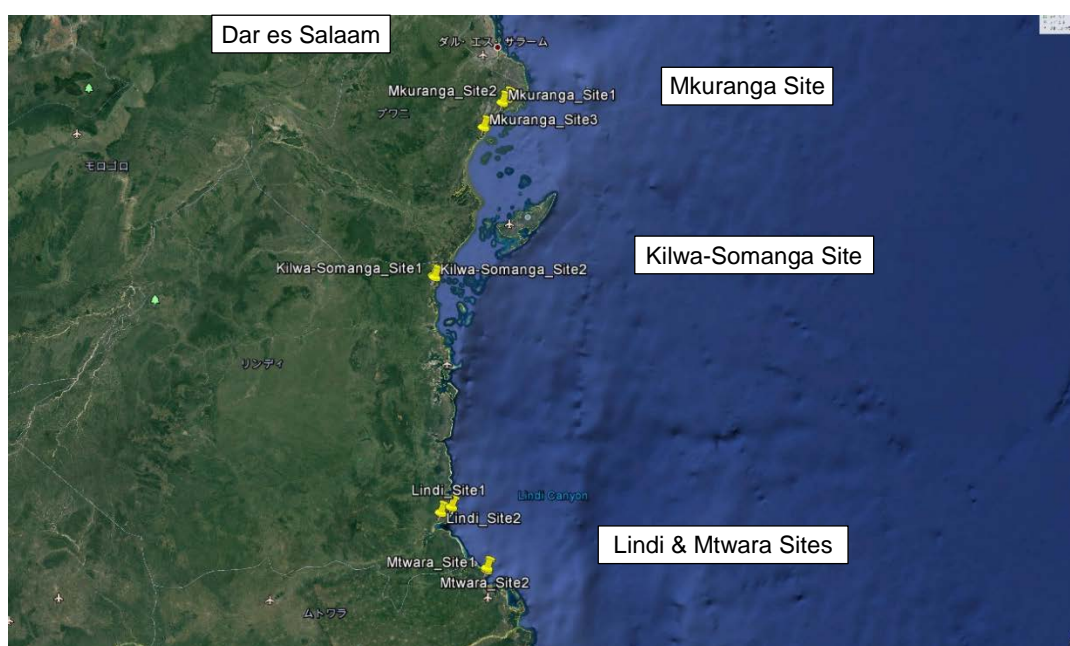 Dar es Salaam
ダル・エス・サラーム
Mkuranga Site
Mkuranga_Site2
Mkuranga_Site1
プワニ
Mkuranga_Site3
モロゴロ
Kilwa-Somanga Site
Kilwa-Somanga_Site1
Kilwa-Somanga_Site2
リンディ
Lindi_Site1
Lindi Canyon
Lindi_Site2
Lindi & Mtwara Sites
Mtwara_Site1
Mtwara_Site2
ムトワラ